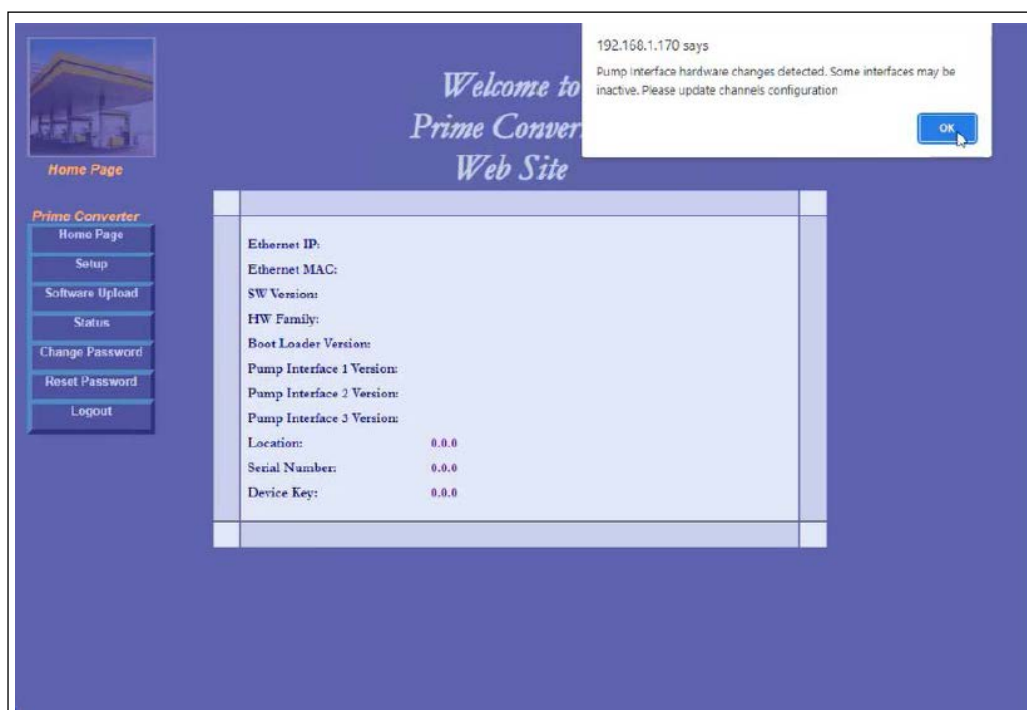 192.168.1.170 says
Pump Interface hardware changes detected. Some interfaces may be
inactive. Please update channels configuration
OK
Welcome to
Prime Conver
Web Site
Home Page
Prime Converter
Home Page
Setup
Software Upload
Status
Change Password
Reset Password
Logout
Ethernet IP:
Ethernet MAC:
SW Version:
HW Family:
Boot Loader Version:
Pump Interface 1 Version:
Pump Interface 2 Version:
Pump Interface 3 Version:
Location: 0.0.0
Serial Number: 0.0.0
Device Key: 0.0.0